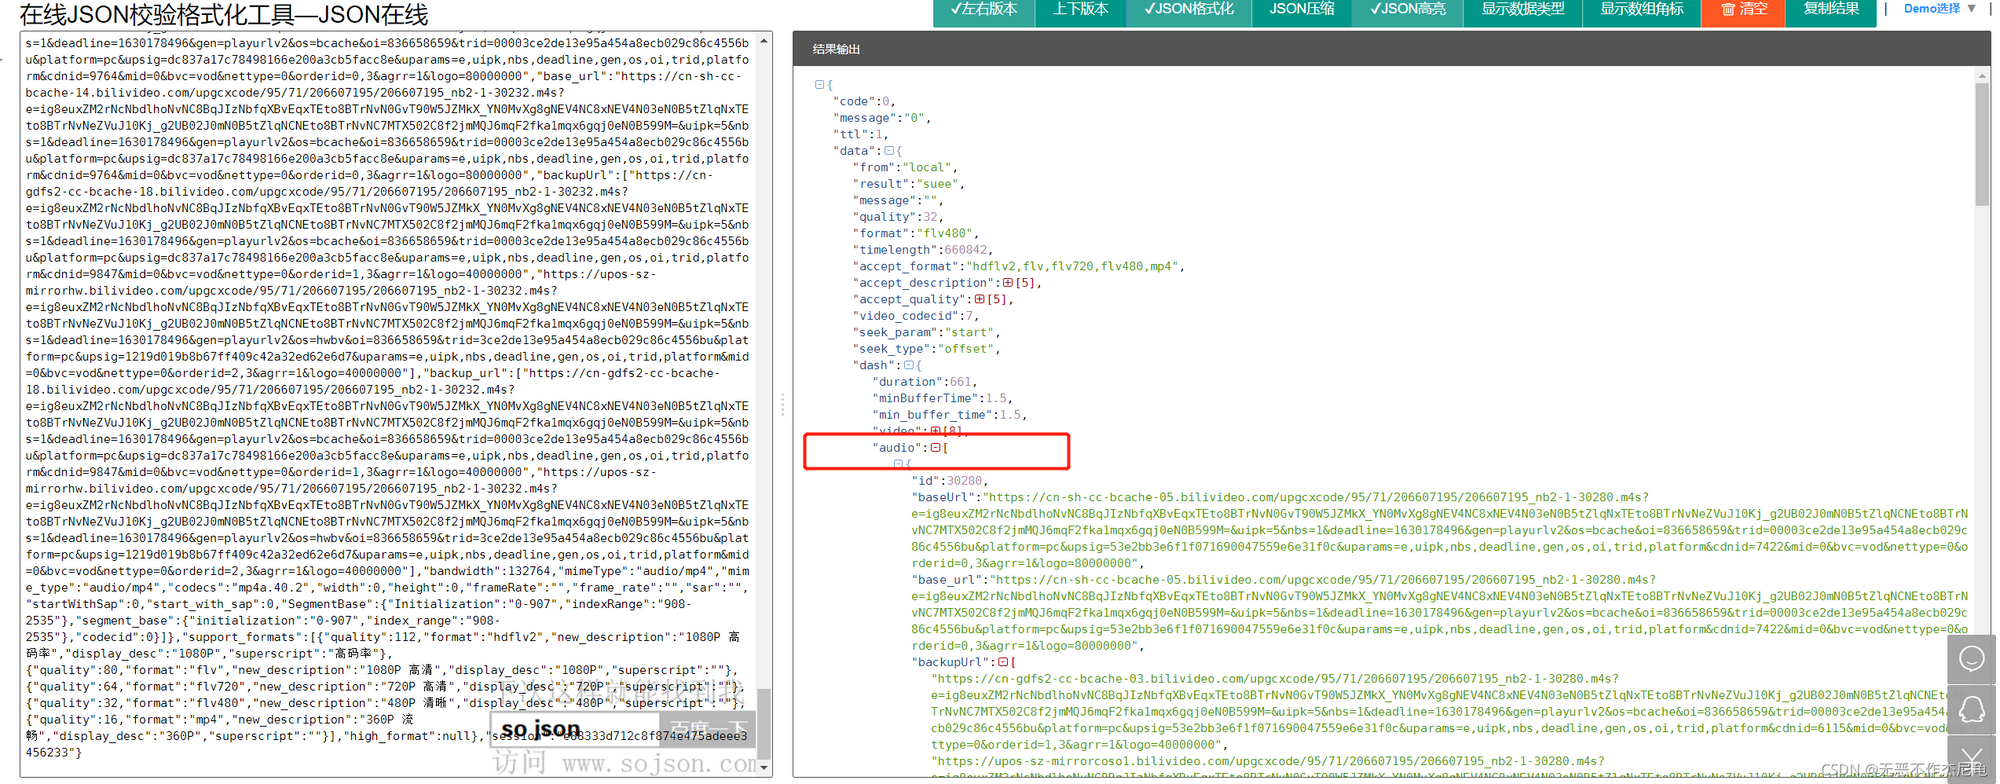 在线JSON校验格式化工具—JSON在线
✓左右版本
上下版本
✓JSON格式化
JSON压缩
✓JSON高亮
显示数据类型
显示数组角标
清空
复制结果
Demo选择 ▼
s=1&deadline=1630178496&gen=playurlv2&os=bcache&oi=836658659&trid=00003ce2de13e95a454a8ecb029c86c4556b
u&platform=pc&upsig=dc837a17c78498166e200a3cb5facc8e&uparams=e,uipk,nbs,deadline,gen,os,oi,trid,platfo
rm&cdnid=9764&mid=0&bvc=vod&nettype=0&orderid=0,3&agrr=1&logo=80000000","base_url":"https://cn-sh-cc-
bcache-14.bilivideo.com/upgcxcode/95/71/206607195/206607195_nb2-1-30232.m4s?
e=ig8euxZM2rNcNbdlhoNvNC8BqJIzNbfqXBvEqxTEto8BTrNvN0GvT90W5JZMkX_YN0MvXg8gNEV4NC8xNEV4N03eN0B5tZlqNxTE
to8BTrNvNeZVuJ10Kj_g2UB02J0mN0B5tZlqNCNEto8BTrNvNC7MTX502C8f2jmMQJ6mqF2fka1mqx6gqj0eN0B599M=&uipk=5&nb
s=1&deadline=1630178496&gen=playurlv2&os=bcache&oi=836658659&trid=00003ce2de13e95a454a8ecb029c86c4556b
u&platform=pc&upsig=dc837a17c78498166e200a3cb5facc8e&uparams=e,uipk,nbs,deadline,gen,os,oi,trid,platfo
rm&cdnid=9764&mid=0&bvc=vod&nettype=0&orderid=0,3&agrr=1&logo=80000000","backupUrl":["https://cn-
gdfs2-cc-bcache-18.bilivideo.com/upgcxcode/95/71/206607195/206607195_nb2-1-30232.m4s?
e=ig8euxZM2rNcNbdlhoNvNC8BqJIzNbfqXBvEqxTEto8BTrNvN0GvT90W5JZMkX_YN0MvXg8gNEV4NC8xNEV4N03eN0B5tZlqNxTE
to8BTrNvNeZVuJ10Kj_g2UB02J0mN0B5tZlqNCNEto8BTrNvNC7MTX502C8f2jmMQJ6mqF2fka1mqx6gqj0eN0B599M=&uipk=5&nb
s=1&deadline=1630178496&gen=playurlv2&os=bcache&oi=836658659&trid=00003ce2de13e95a454a8ecb029c86c4556b
u&platform=pc&upsig=dc837a17c78498166e200a3cb5facc8e&uparams=e,uipk,nbs,deadline,gen,os,oi,trid,platfo
rm&cdnid=9847&mid=0&bvc=vod&nettype=0&orderid=1,3&agrr=1&logo=40000000","https://upos-sz-
mirrorhw.bilivideo.com/upgcxcode/95/71/206607195/206607195_nb2-1-30232.m4s?
e=ig8euxZM2rNcNbdlhoNvNC8BqJIzNbfqXBvEqxTEto8BTrNvN0GvT90W5JZMkX_YN0MvXg8gNEV4NC8xNEV4N03eN0B5tZlqNxTE
to8BTrNvNeZVuJ10Kj_g2UB02J0mN0B5tZlqNCNEto8BTrNvNC7MTX502C8f2jmMQJ6mqF2fka1mqx6gqj0eN0B599M=&uipk=5&nb
s=1&deadline=1630178496&gen=playurlv2&os=hwbv&oi=836658659&trid=3ce2de13e95a454a8ecb029c86c4556bu&plat
form=pc&upsig=1219d019b8b67ff409c42a32ed62e6d7&uparams=e,uipk,nbs,deadline,gen,os,oi,trid,platform&mid
=0&bvc=vod&nettype=0&orderid=2,3&agrr=1&logo=40000000"],"backup_url":["https://cn-gdfs2-cc-bcache-
18.bilivideo.com/upgcxcode/95/71/206607195/206607195_nb2-1-30232.m4s?
e=ig8euxZM2rNcNbdlhoNvNC8BqJIzNbfqXBvEqxTEto8BTrNvN0GvT90W5JZMkX_YN0MvXg8gNEV4NC8xNEV4N03eN0B5tZlqNxTE
to8BTrNvNeZVuJ10Kj_g2UB02J0mN0B5tZlqNCNEto8BTrNvNC7MTX502C8f2jmMQJ6mqF2fka1mqx6gqj0eN0B599M=&uipk=5&nb
s=1&deadline=1630178496&gen=playurlv2&os=bcache&oi=836658659&trid=00003ce2de13e95a454a8ecb029c86c4556b
u&platform=pc&upsig=dc837a17c78498166e200a3cb5facc8e&uparams=e,uipk,nbs,deadline,gen,os,oi,trid,platfo
rm&cdnid=9847&mid=0&bvc=vod&nettype=0&orderid=1,3&agrr=1&logo=40000000","https://upos-sz-
mirrorhw.bilivideo.com/upgcxcode/95/71/206607195/206607195_nb2-1-30232.m4s?
e=ig8euxZM2rNcNbdlhoNvNC8BqJIzNbfqXBvEqxTEto8BTrNvN0GvT90W5JZMkX_YN0MvXg8gNEV4NC8xNEV4N03eN0B5tZlqNxTE
to8BTrNvNeZVuJ10Kj_g2UB02J0mN0B5tZlqNCNEto8BTrNvNC7MTX502C8f2jmMQJ6mqF2fka1mqx6gqj0eN0B599M=&uipk=5&nb
s=1&deadline=1630178496&gen=playurlv2&os=hwbv&oi=836658659&trid=3ce2de13e95a454a8ecb029c86c4556bu&plat
form=pc&upsig=1219d019b8b67ff409c42a32ed62e6d7&uparams=e,uipk,nbs,deadline,gen,os,oi,trid,platform&mid
=0&bvc=vod&nettype=0&orderid=2,3&agrr=1&logo=40000000"],"bandwidth":132764,"mimeType":"audio/mp4","mim
e_type":"audio/mp4","codecs":"mp4a.40.2","width":0,"height":0,"frameRate":"","frame_rate":"","sar":"",
"startWithSap":0,"start_with_sap":0,"SegmentBase":{"Initialization":"0-907","indexRange":"908-
2535"},"segment_base":{"initialization":"0-907","index_range":"908-
2535"},"codecid":0}]},"support_formats":[{"quality":112,"format":"hdflv2","new_description":"1080P 高
码率","display_desc":"1080P","superscript":"高码率"},
{"quality":80,"format":"flv","new_description":"1080P 高清","display_desc":"1080P","superscript":""},
{"quality":64,"format":"flv720","new_description":"720P 高清","display_desc":"720P","superscript":""},
{"quality":32,"format":"flv480","new_description":"480P 清晰","display_desc":"480P","superscript":""},
{"quality":16,"format":"mp4","new_description":"360P 流
畅","display_desc":"360P","superscript":""}],"high_format":null},"session":"e88333d712c8f874e475adeee3
456233"}
下次这样就能找到我
so json
百度一下
访问 www.sojson.com
结果输出
{
"code":0,
"message":"0",
"ttl":1,
"data":{
"from":"local",
"result":"suee",
"message":"",
"quality":32,
"format":"flv480",
"timelength":660842,
"accept_format":"hdflv2,flv,flv720,flv480,mp4",
"accept_description":[5],
"accept_quality":[5],
"video_codecid":7,
"seek_param":"start",
"seek_type":"offset",
"dash":{
"duration":661,
"minBufferTime":1.5,
"min_buffer_time":1.5,
"video":[8],
"audio":[
{
"id":30280,
"baseUrl":"https://cn-sh-cc-bcache-05.bilivideo.com/upgcxcode/95/71/206607195/206607195_nb2-1-30280.m4s?
e=ig8euxZM2rNcNbdlhoNvNC8BqJIzNbfqXBvEqxTEto8BTrNvN0GvT90W5JZMkX_YN0MvXg8gNEV4NC8xNEV4N03eN0B5tZlqNxTEto8BTrNvNeZVuJ10Kj_g2UB02J0mN0B5tZlqNCNEto8BTrN
vNC7MTX502C8f2jmMQJ6mqF2fka1mqx6gqj0eN0B599M=&uipk=5&nbs=1&deadline=1630178496&gen=playurlv2&os=bcache&oi=836658659&trid=00003ce2de13e95a454a8ecb029c
86c4556bu&platform=pc&upsig=53e2bb3e6f1f071690047559e6e31f0c&uparams=e,uipk,nbs,deadline,gen,os,oi,trid,platform&cdnid=7422&mid=0&bvc=vod&nettype=0&o
rderid=0,3&agrr=1&logo=80000000",
"base_url":"https://cn-sh-cc-bcache-05.bilivideo.com/upgcxcode/95/71/206607195/206607195_nb2-1-30280.m4s?
e=ig8euxZM2rNcNbdlhoNvNC8BqJIzNbfqXBvEqxTEto8BTrNvN0GvT90W5JZMkX_YN0MvXg8gNEV4NC8xNEV4N03eN0B5tZlqNxTEto8BTrNvNeZVuJ10Kj_g2UB02J0mN0B5tZlqNCNEto8BTrN
vNC7MTX502C8f2jmMQJ6mqF2fka1mqx6gqj0eN0B599M=&uipk=5&nbs=1&deadline=1630178496&gen=playurlv2&os=bcache&oi=836658659&trid=00003ce2de13e95a454a8ecb029c
86c4556bu&platform=pc&upsig=53e2bb3e6f1f071690047559e6e31f0c&uparams=e,uipk,nbs,deadline,gen,os,oi,trid,platform&cdnid=7422&mid=0&bvc=vod&nettype=0&o
rderid=0,3&agrr=1&logo=80000000",
"backupUrl":[
"https://cn-gdfs2-cc-bcache-03.bilivideo.com/upgcxcode/95/71/206607195/206607195_nb2-1-30280.m4s?
e=ig8euxZM2rNcNbdlhoNvNC8BqJIzNbfqXBvEqxTEto8BTrNvN0GvT90W5JZMkX_YN0MvXg8gNEV4NC8xNEV4N03eN0B5tZlqNxTEto8BTrNvNeZVuJ10Kj_g2UB02J0mN0B5tZlqNCNEto
TrNvNC7MTX502C8f2jmMQJ6mqF2fka1mqx6gqj0eN0B599M=&uipk=5&nbs=1&deadline=1630178496&gen=playurlv2&os=bcache&oi=836658659&trid=00003ce2de13e95a454a8e
cb029c86c4556bu&platform=pc&upsig=53e2bb3e6f1f071690047559e6e31f0c&uparams=e,uipk,nbs,deadline,gen,os,oi,trid,platform&cdnid=6115&mid=0&bvc=vod
ttype=0&orderid=1,3&agrr=1&logo=40000000",
"https://upos-sz-mirrorcoso1.bilivideo.com/upgcxcode/95/71/206607195/206607195_nb2-1-30280.m4s?
CSDN @无恶不作杰尼龟